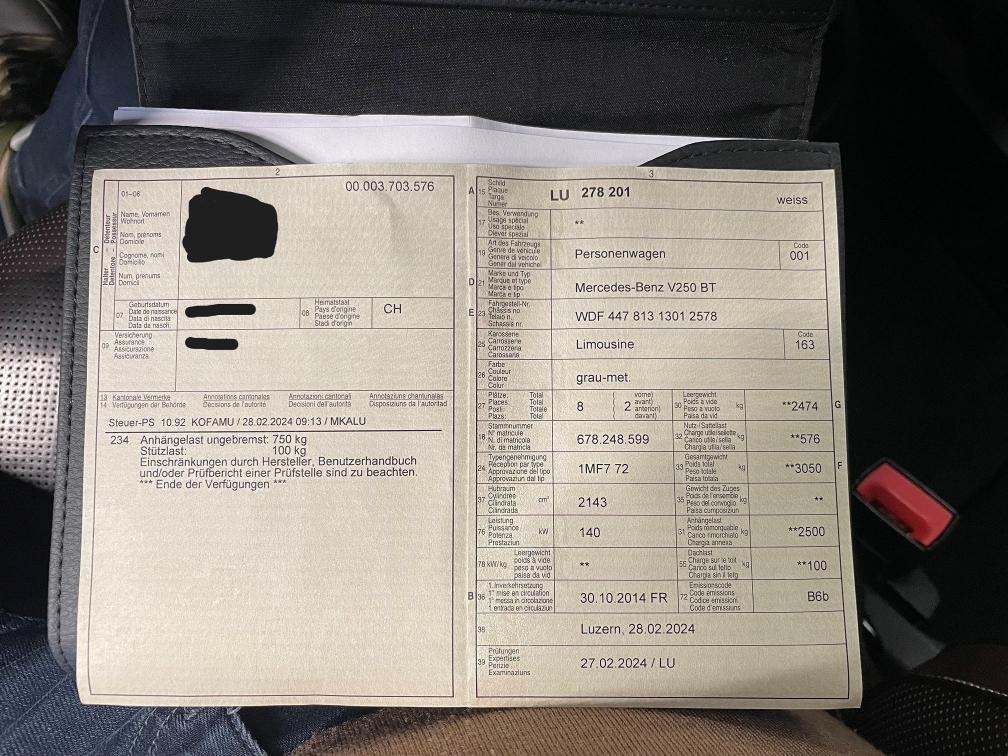 2
00.003.703.576
01–06
Name, Vornamen
Wohnort
Nom, prénoms
Domicile
Cognome, nomi
Domicilio
Num, prenums
Domicil
C
Halter – Détenteur
Detentore – Possessur
07
Geburtsdatum
Date de naissance
Data di nascita
Data da nasch.
08
Heimatstaat
Pays d'origine
Paese d'origine
Stadi d'origin
CH
09
Versicherung
Assurance
Assicurazione
Assicuranza
13 Kantonale Vermerke Annotations cantonales Annotazioni cantonali Annotaziuns chantunalas
14 Verfügungen der Behörde Décisions de l'autorité Decisioni dell'autorità Disposiziuns da l'autoritad
Steuer-PS 10.92 KOFAMU / 28.02.2024 09:13 / MKALU
234 Anhängelast ungebremst: 750 kg
Stützlast: 100 kg
Einschränkungen durch Hersteller, Benutzerhandbuch
und/oder Prüfbericht einer Prüfstelle sind zu beachten.
*** Ende der Verfügungen ***
3
A 15
Schild
Plaque
Targa
Numer
LU 278 201
weiss
17
Bes. Verwendung
Usage spécial
Uso speciale
Diever spezial
**
19
Art des Fahrzeugs
Genre de véhicule
Genere di veicolo
Gener dal vehichel
Personenwagen
Code
001
D 21
Marke und Typ
Marque et type
Marca e tipo
Marca e tip
Mercedes-Benz V250 BT
E 23
Fahrgestell-Nr.
Châssis no
Telaio n.
Schassis nr.
WDF 447 813 1301 2578
25
Karosserie
Carrosserie
Carrozzeria
Carossaria
Limousine
Code
163
26
Farbe
Couleur
Colore
Colur
grau-met.
27
Plätze: Total
Places: Total
Posti: Totale
Plazs: Total
8
2
vorne)
avant)
anteriori)
davant)
30
Leergewicht
Poids à vide
Peso a vuoto
Paisa da vid
kg
**2474
G
18
Stammnummer
N° matricule
N. di matricola
Nr. da matricla
678.248.599
32
Nutz-/Sattellast
Charge utile/sellette
Carico utile/sella
Chargia utila/sella
kg
**576
24
Typengenehmigung
Réception par type
Approvazione del tipo
Approvaziun dal tip
1MF7 72
33
Gesamtgewicht
Poids total
Peso totale
Paisa totala
kg
**3050
F
37
Hubraum
Cylindrée
Cilindrata
Cilindrada
cm³
2143
35
Gewicht des Zuges
Poids de l'ensemble
Peso del convoglio
Paisa cumposiziun
kg
**
76
Leistung
Puissance
Potenza
Prestaziun
kW
140
31
Anhängelast
Poids remorquable
Carico rimorchiato
Chargia annexa
kg
**2500
78 kW/kg
Leergewicht
poids à vide
peso a vuoto
paisa da vid
**
55
Dachlast
Charge sur le toit
Carico sul tetto
Chargia sin il tetg
kg
**100
B 36
1. Inverkehrsetzung
1re mise en circulation
1a messa in circolazione
1. entrada en circulaziun
30.10.2014 FR
72
Emissionscode
Code émissions
Codice emissioni
Code d'emissiuns
B6b
38
Luzern, 28.02.2024
39
Prüfungen
Expertises
Perizie
Examinaziuns
27.02.2024 / LU